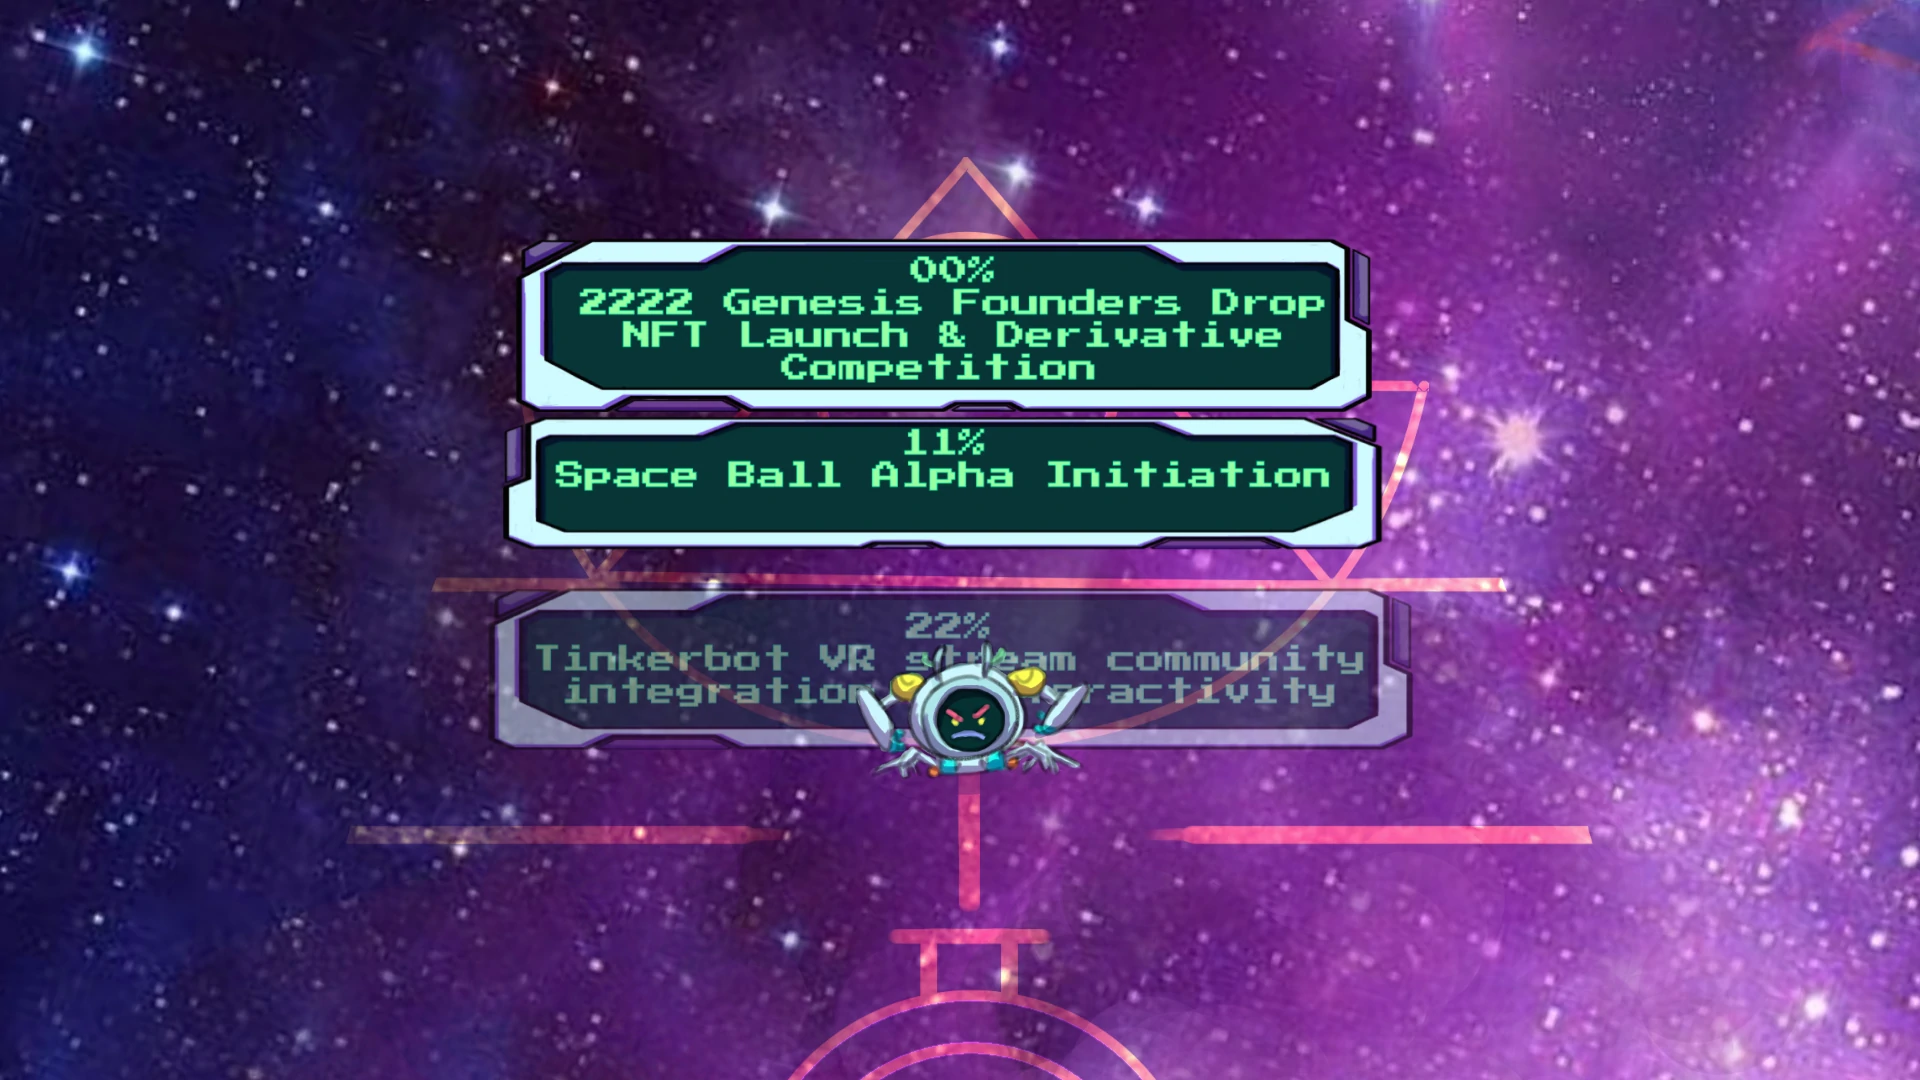 00%
2222 Genesis Founders Drop
NFT Launch & Derivative
Competition
11%
Space Ball Alpha Initiation
22%
Tinkerbot VR stream community
integration